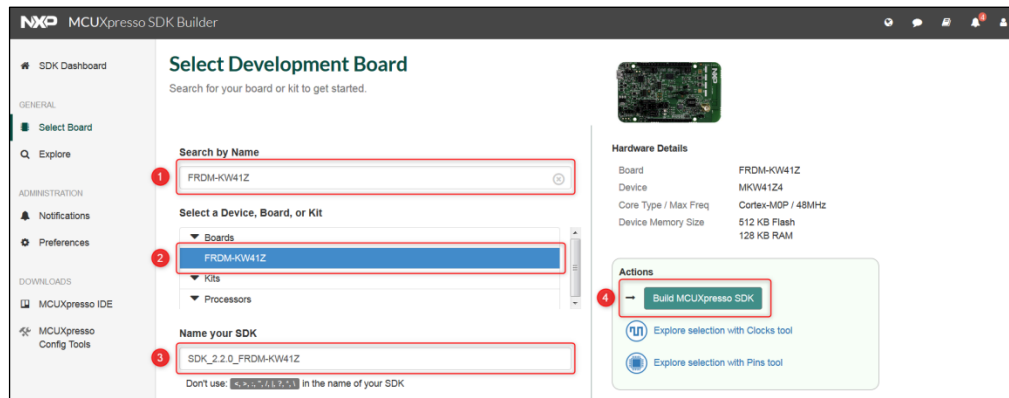 NXP MCUXpresso SDK Builder
4
SDK Dashboard
GENERAL
Select Board
Explore
ADMINISTRATION
Notifications
Preferences
DOWNLOADS
MCUXpresso IDE
MCUXpresso
Config Tools
Select Development Board
Search for your board or kit to get started.
Search by Name
1
FRDM-KW41Z
Select a Device, Board, or Kit
Boards
2
FRDM-KW41Z
Kits
Processors
Name your SDK
3
SDK_2.2.0_FRDM-KW41Z
Don't use: in the name of your SDK
NXP
Hardware Details
Board FRDM-KW41Z
Device MKW41Z4
Core Type / Max Freq Cortex-M0P / 48MHz
Device Memory Size 512 KB Flash
128 KB RAM
Actions
4 → Build MCUXpresso SDK
Explore selection with Clocks tool
Explore selection with Pins tool